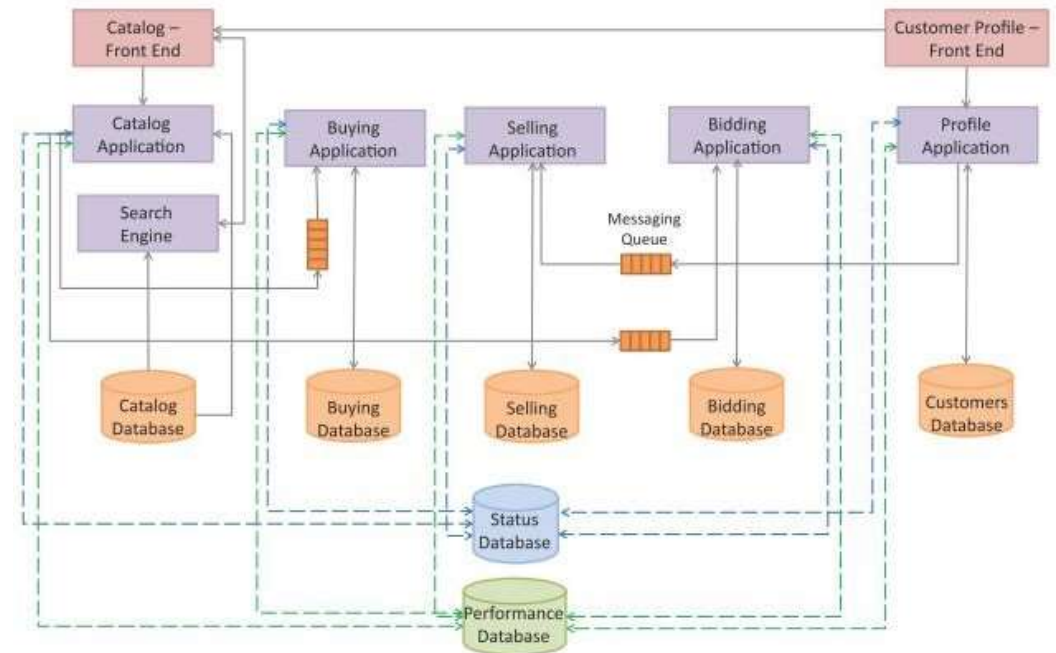 Catalog –
Front End
Customer Profile –
Front End
Catalog
Application
Buying
Application
Selling
Application
Bidding
Application
Profile
Application
Search
Engine
Messaging
Queue
Catalog
Database
Buying
Database
Selling
Database
Bidding
Database
Customers
Database
Status
Database
Performance
Database